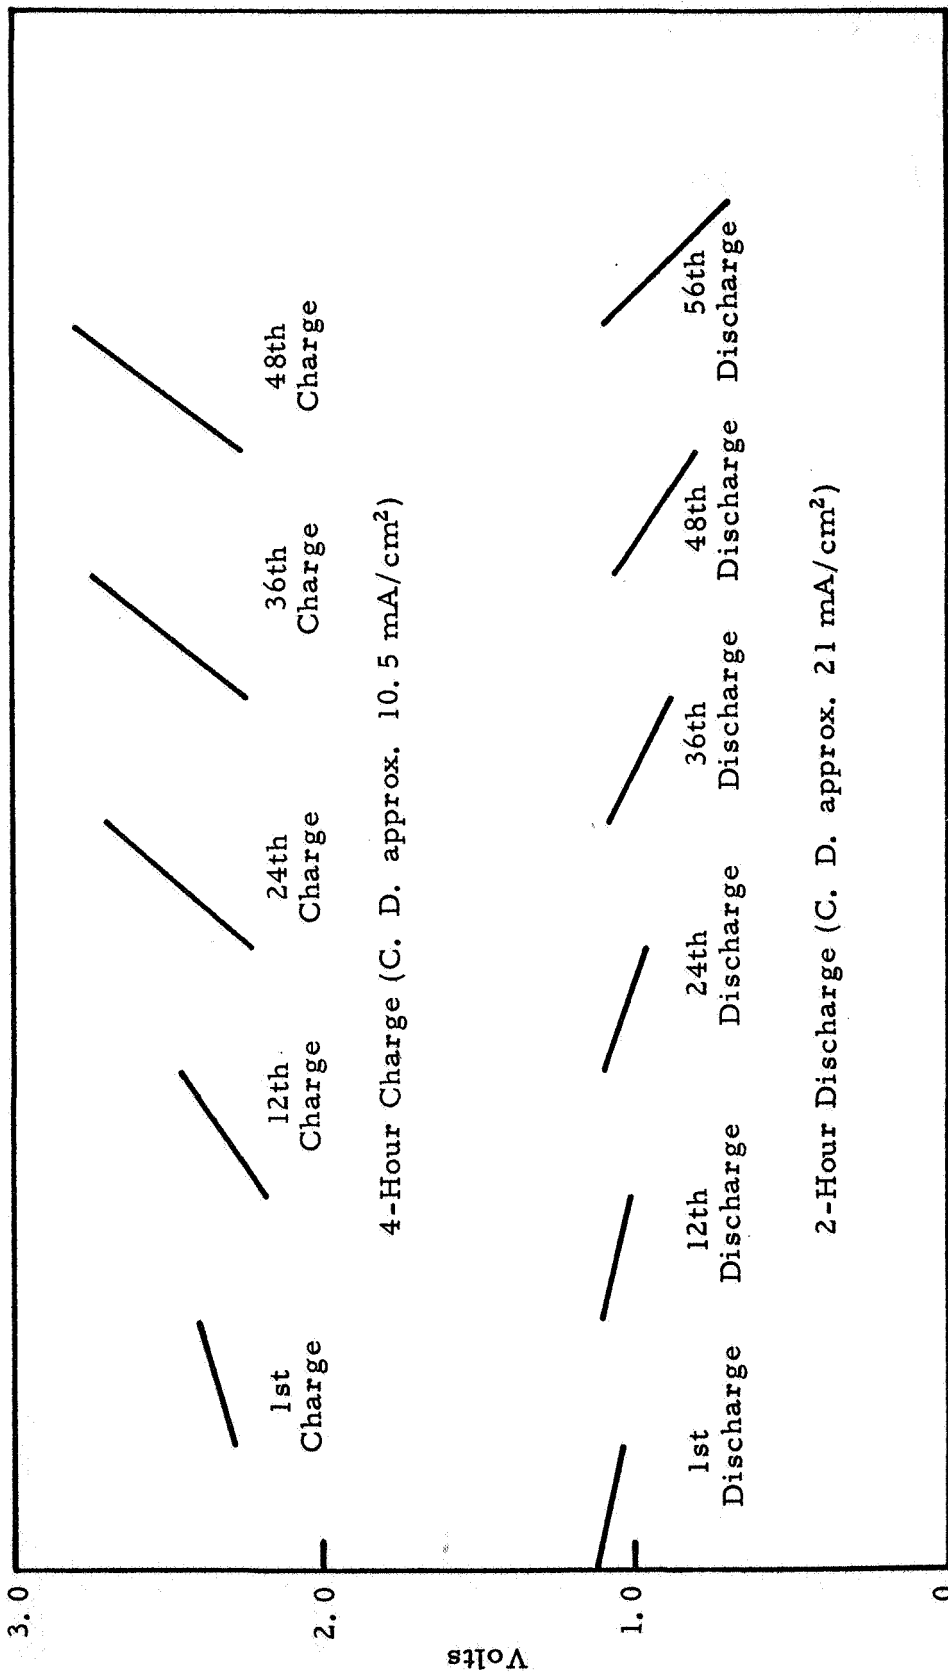 3.0
2.0
1.0
0
Volts
1st
Charge
12th
Charge
24th
Charge
36th
Charge
48th
Charge
4-Hour Charge (C. D. approx. 10.5 mA/cm²)
1st
Discharge
12th
Discharge
24th
Discharge
36th
Discharge
48th
Discharge
56th
Discharge
2-Hour Discharge (C. D. approx. 21 mA/cm²)